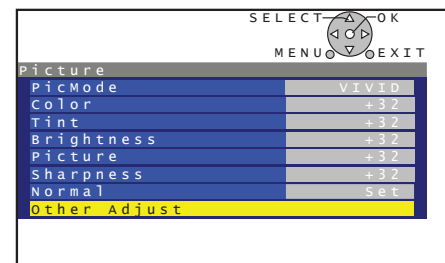 SELECT OK
MENU EXIT
Picture
PicMode VIVID
Color +32
Tint +32
Brightness +32
Picture +32
Sharpness +32
Normal Set
Other Adjust